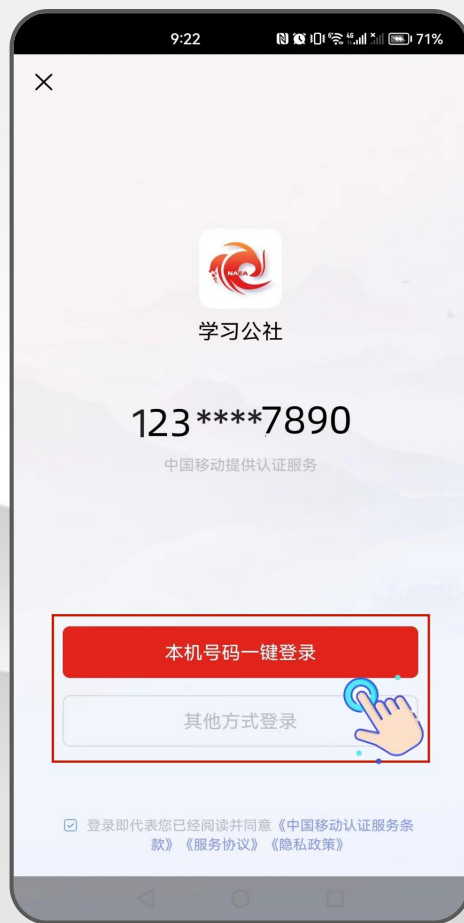 9:22 46 71%
NAEA
学习公社
123****7890
中国移动提供认证服务
本机号码一键登录
其他方式登录
登录即代表您已经阅读并同意《中国移动认证服务条
款》《服务协议》《隐私政策》